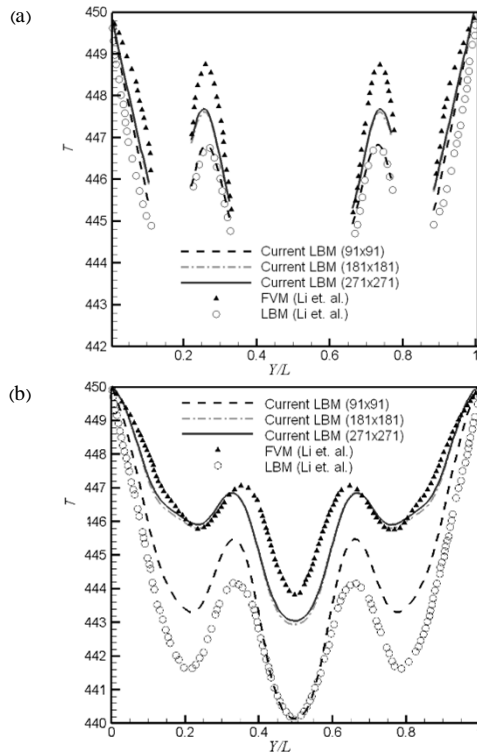 (a)
450
449
448
447
446
445
444
443
442
T
Current LBM (91x91)
Current LBM (181x181)
Current LBM (271x271)
FVM (Li et. al.)
LBM (Li et. al.)
0.2
0.4
0.6
0.8
1
Y/L
(b)
450
449
448
447
446
445
444
443
442
441
440
T
Current LBM (91x91)
Current LBM (181x181)
Current LBM (271x271)
FVM (Li et. al.)
LBM (Li et. al.)
0
0.2
0.4
0.6
0.8
1
Y/L